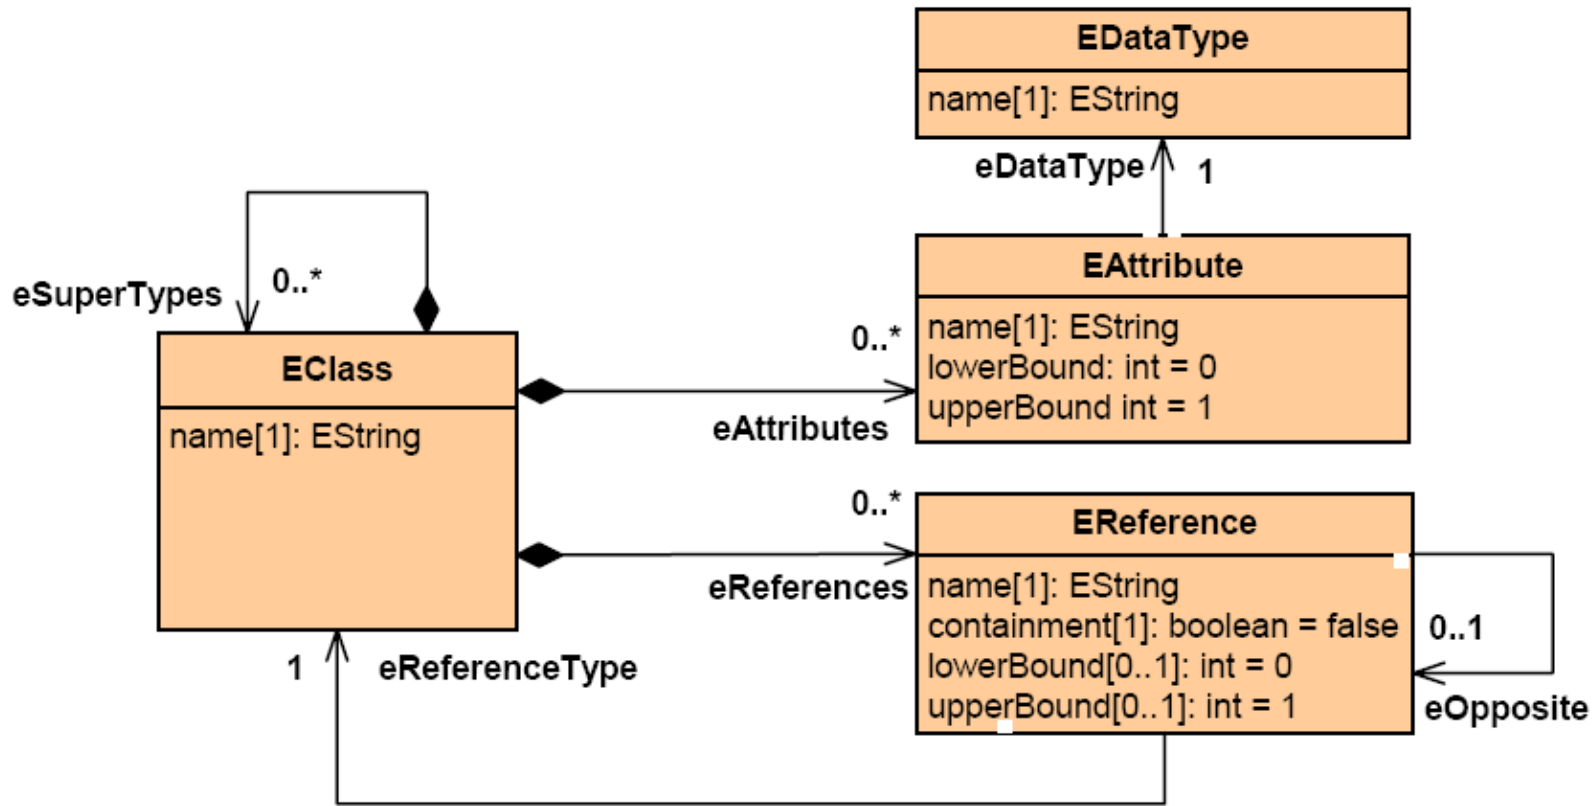 EDataType
name[1]: EString
eDataType
1
eSuperTypes
0..*
EAttribute
name[1]: EString
lowerBound: int = 0
upperBound int = 1
0..*
eAttributes
EClass
name[1]: EString
0..*
eReferences
EReference
name[1]: EString
containment[1]: boolean = false
lowerBound[0..1]: int = 0
upperBound[0..1]: int = 1
0..1
eOpposite
1
eReferenceType